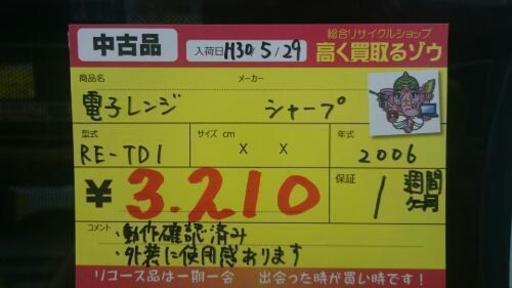 中古品 入荷日 H30/5/29 総合リサイクルショップ
高く買取るゾウ
商品名 メーカー
電子レンジ シャープ
型式 サイズ cm 年式
RE-TD1 X X 2006
¥ 3.210 保証 1 週間 ヶ月
コメント ・動作確認済み
・外装に使用感あります
リユース品は一期一会 出会った時が買い時です!